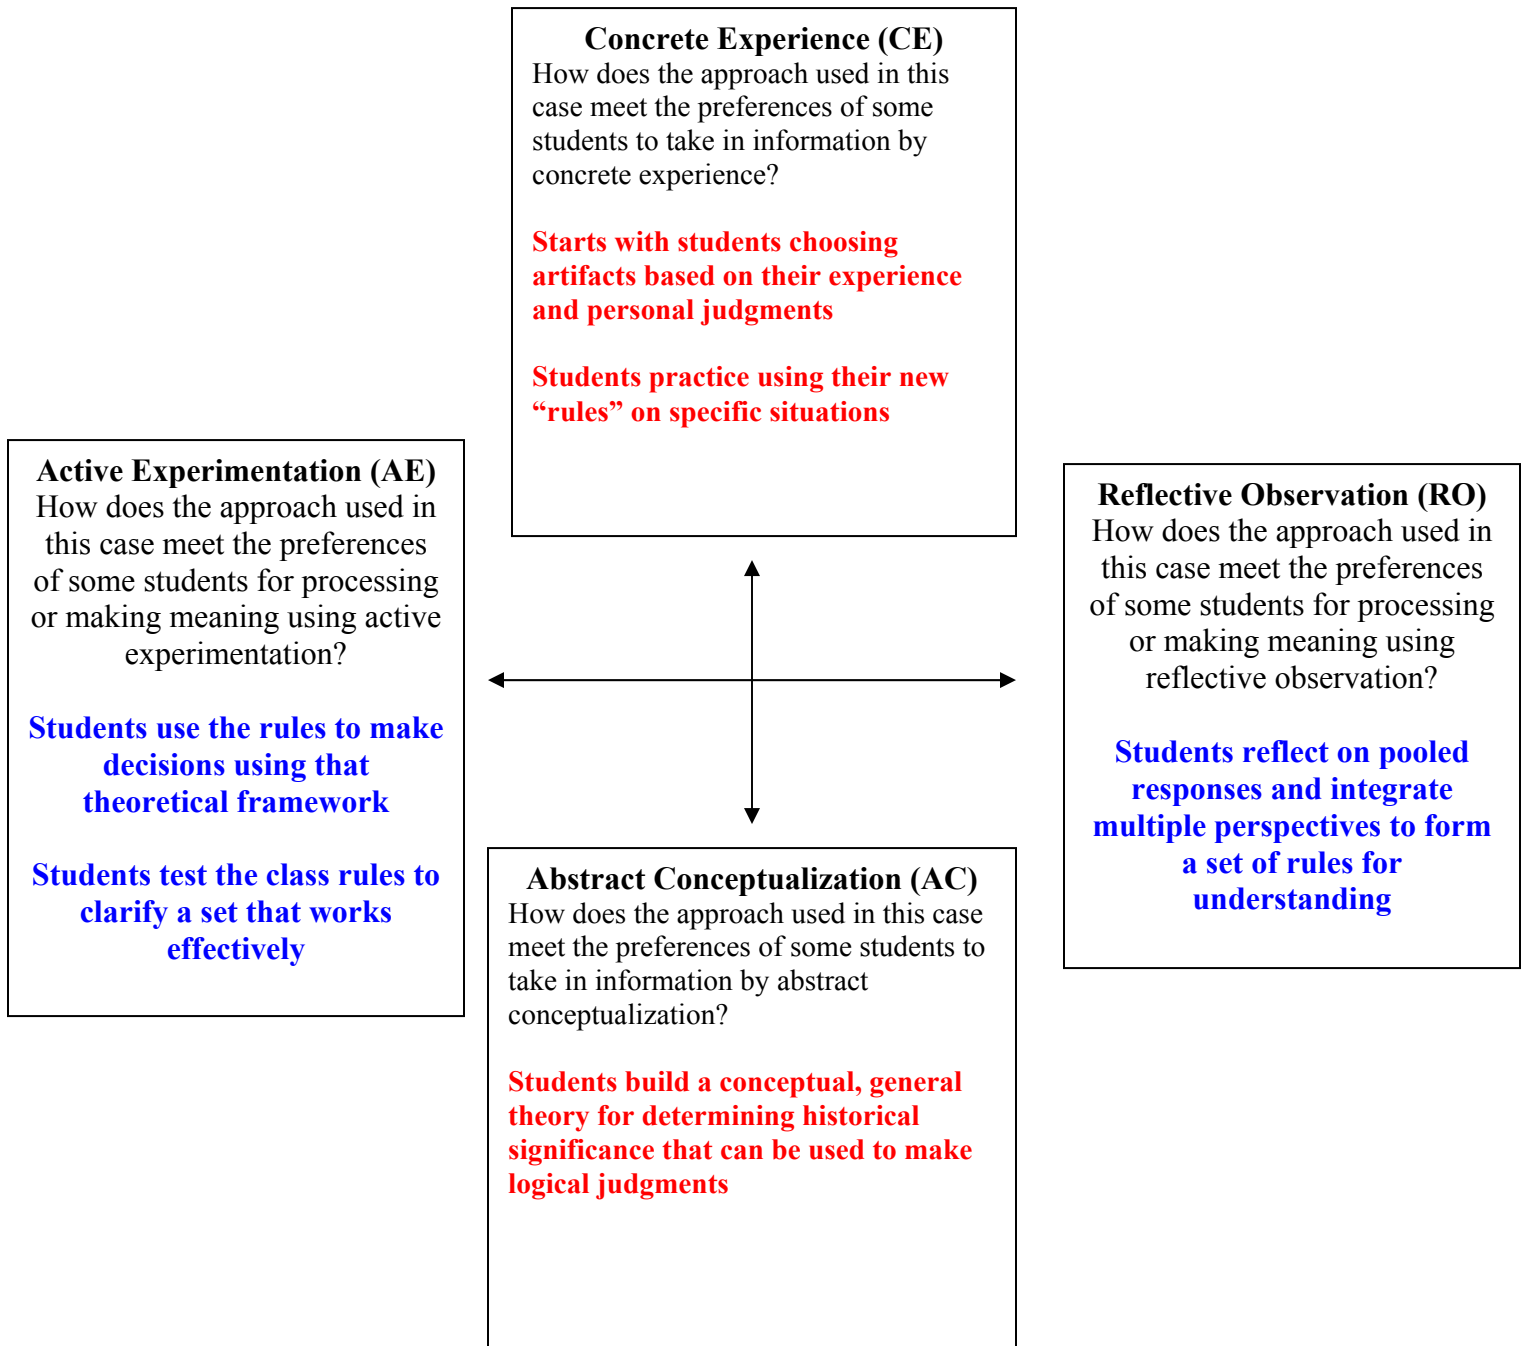 Concrete Experience (CE)
How does the approach used in this
case meet the preferences of some
students to take in information by
concrete experience?
Starts with students choosing
artifacts based on their experience
and personal judgments
Students practice using their new
“rules” on specific situations
Active Experimentation (AE)
How does the approach used in
this case meet the preferences
of some students for processing
or making meaning using active
experimentation?
Students use the rules to make
decisions using that
theoretical framework
Students test the class rules to
clarify a set that works
effectively
Reflective Observation (RO)
How does the approach used in
this case meet the preferences
of some students for processing
or making meaning using
reflective observation?
Students reflect on pooled
responses and integrate
multiple perspectives to form
a set of rules for
understanding
Abstract Conceptualization (AC)
How does the approach used in this case
meet the preferences of some students to
take in information by abstract
conceptualization?
Students build a conceptual, general
theory for determining historical
significance that can be used to make
logical judgments